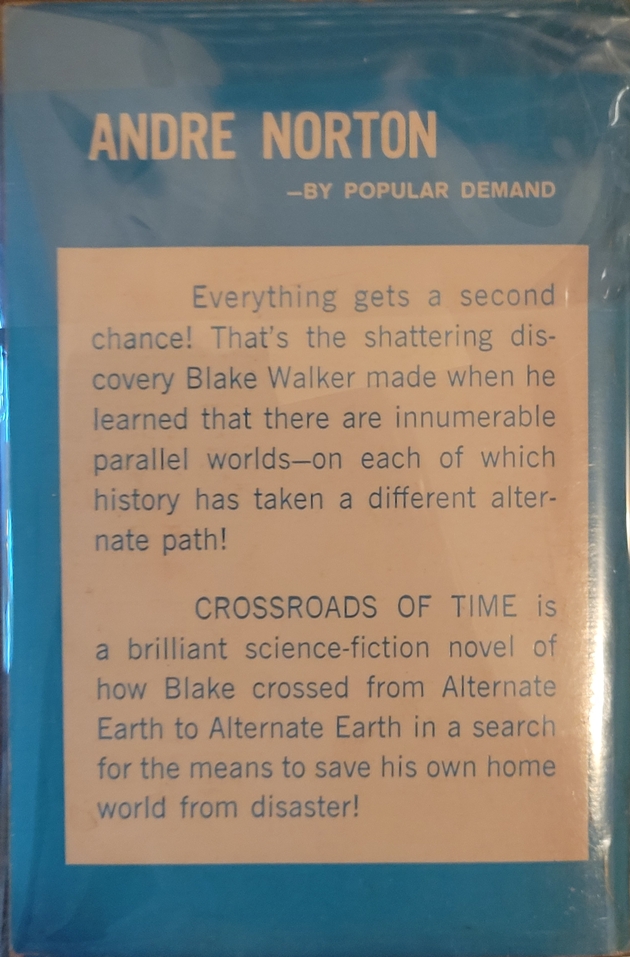 ANDRE NORTON
—BY POPULAR DEMAND
Everything gets a second
chance! That's the shattering dis-
covery Blake Walker made when he
learned that there are innumerable
parallel worlds—on each of which
history has taken a different alter-
nate path!
CROSSROADS OF TIME is
a brilliant science-fiction novel of
how Blake crossed from Alternate
Earth to Alternate Earth in a search
for the means to save his own home
world from disaster!